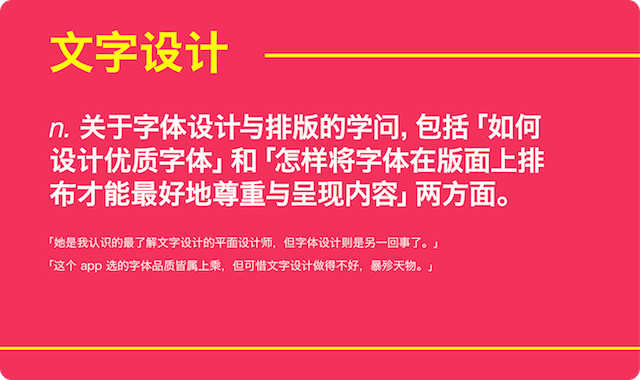 文字设计
n. 关于字体设计与排版的学问，包括「如何
设计优质字体」和「怎样将字体在版面上排
布才能最好地尊重与呈现内容」两方面。
「她是我认识的最了解文字设计的平面设计师，但字体设计则是另一回事了。」
「这个 app 选的字体品质皆属上乘，但可惜文字设计做得不好，暴殄天物。」